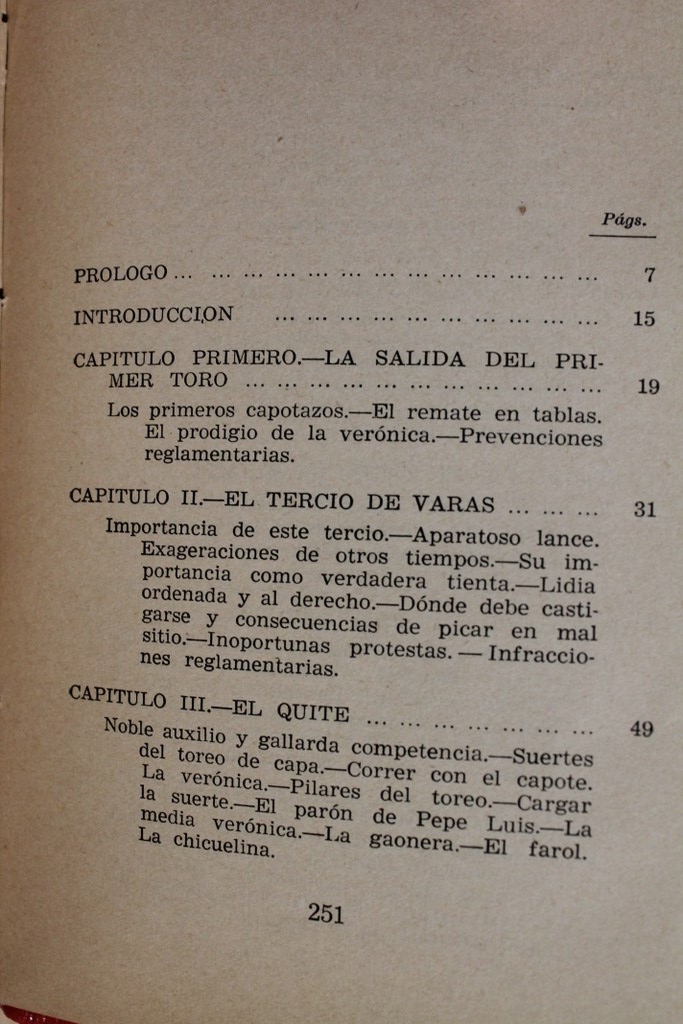 Págs.
PROLOGO ... ... ... ... ... ... ... ... ... ... ... ... ... ... 7
INTRODUCCION ... ... ... ... ... ... ... ... ... ... ... 15
CAPITULO PRIMERO.—LA SALIDA DEL PRI-
MER TORO ... ... ... ... ... ... ... ... ... ... ... ... 19
Los primeros capotazos.—El remate en tablas.
El prodigio de la verónica.—Prevenciones
reglamentarias.
CAPITULO II.—EL TERCIO DE VARAS ... ... ... 31
Importancia de este tercio.—Aparatoso lance.
Exageraciones de otros tiempos.—Su im-
portancia como verdadera tienta.—Lidia
ordenada y al derecho.—Dónde debe casti-
garse y consecuencias de picar en mal
sitio.—Inoportunas protestas.—Infraccio-
nes reglamentarias.
CAPITULO III.—EL QUITE ... ... ... ... ... ... ... ... 49
Noble auxilio y gallarda competencia.—Suertes
del toreo de capa.—Correr con el capote.
La verónica.—Pilares del toreo.—Cargar
la suerte.—El parón de Pepe Luis.—La
media verónica.—La gaonera.—El farol.
La chicuelina.
251